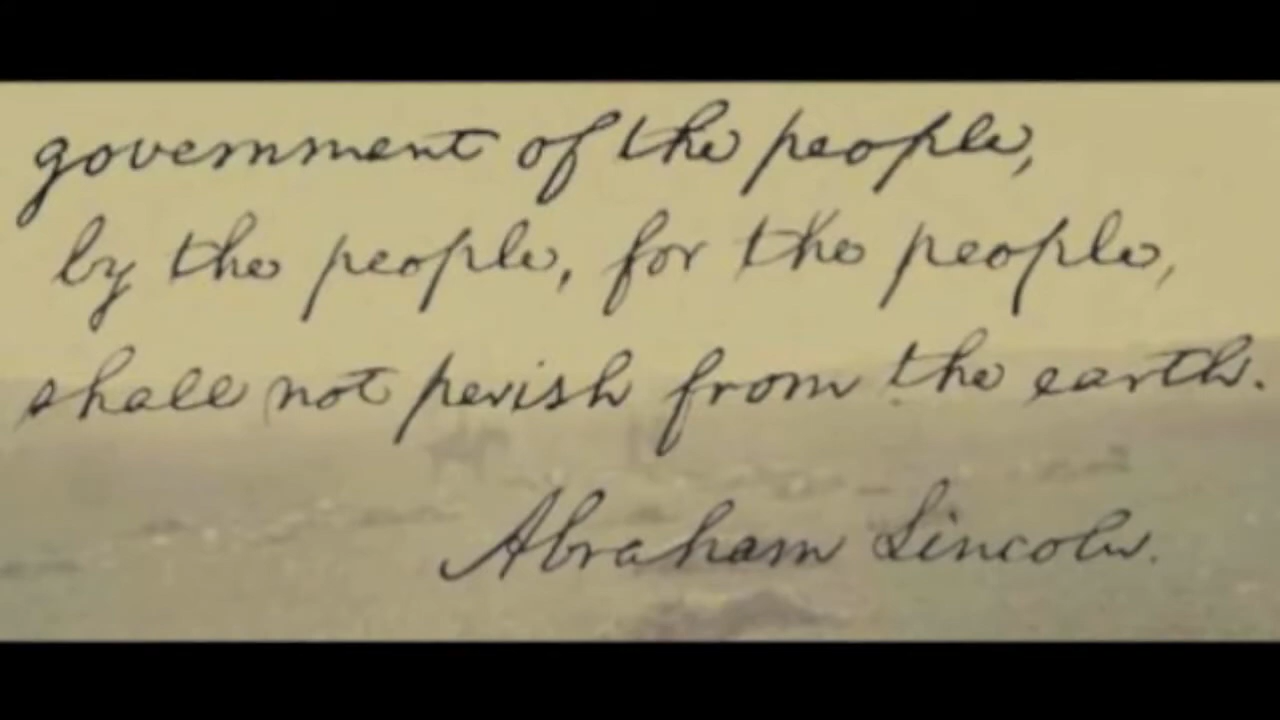 government of the people,
by the people, for the people,
shall not perish from the earth.
Abraham Lincoln.